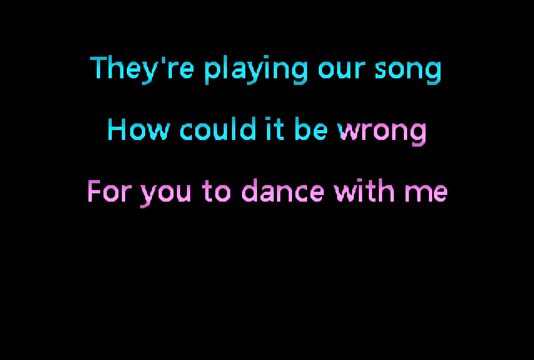 They're playing our song
How could it be wrong
For you to dance with me